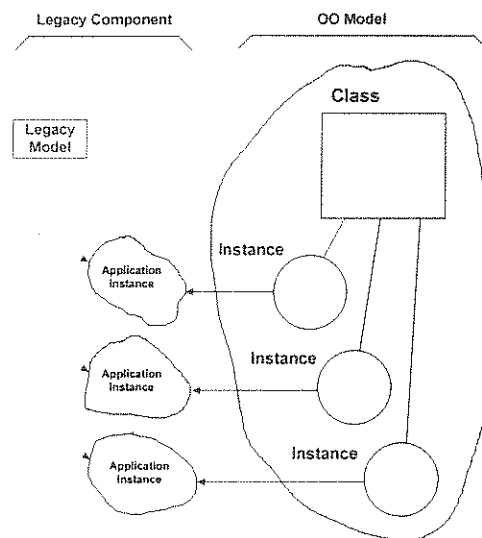 Legacy Component
OO Model
Class
Legacy
Model
Instance
Application
Instance
Instance
Application
Instance
Instance
Application
Instance